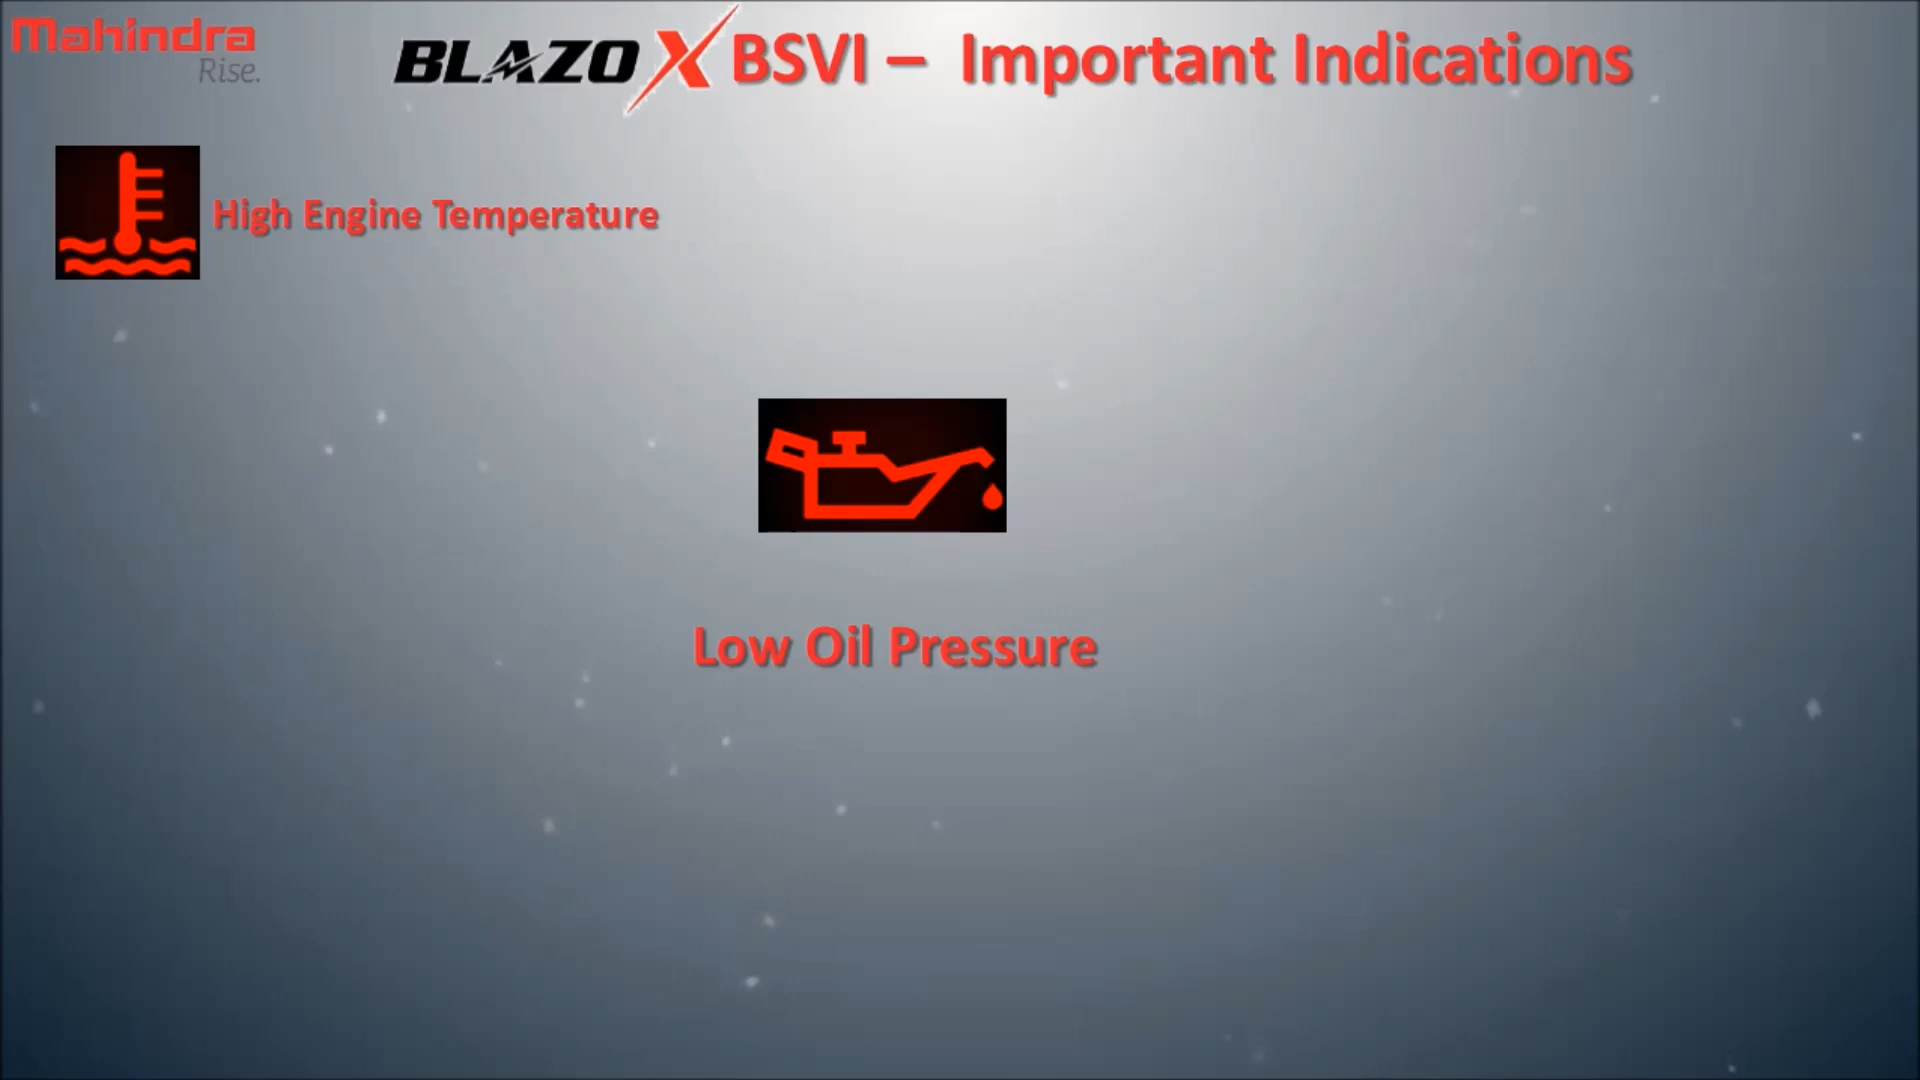 Mahindra
Rise.
BLAZO X BSVI – Important Indications
High Engine Temperature
Low Oil Pressure